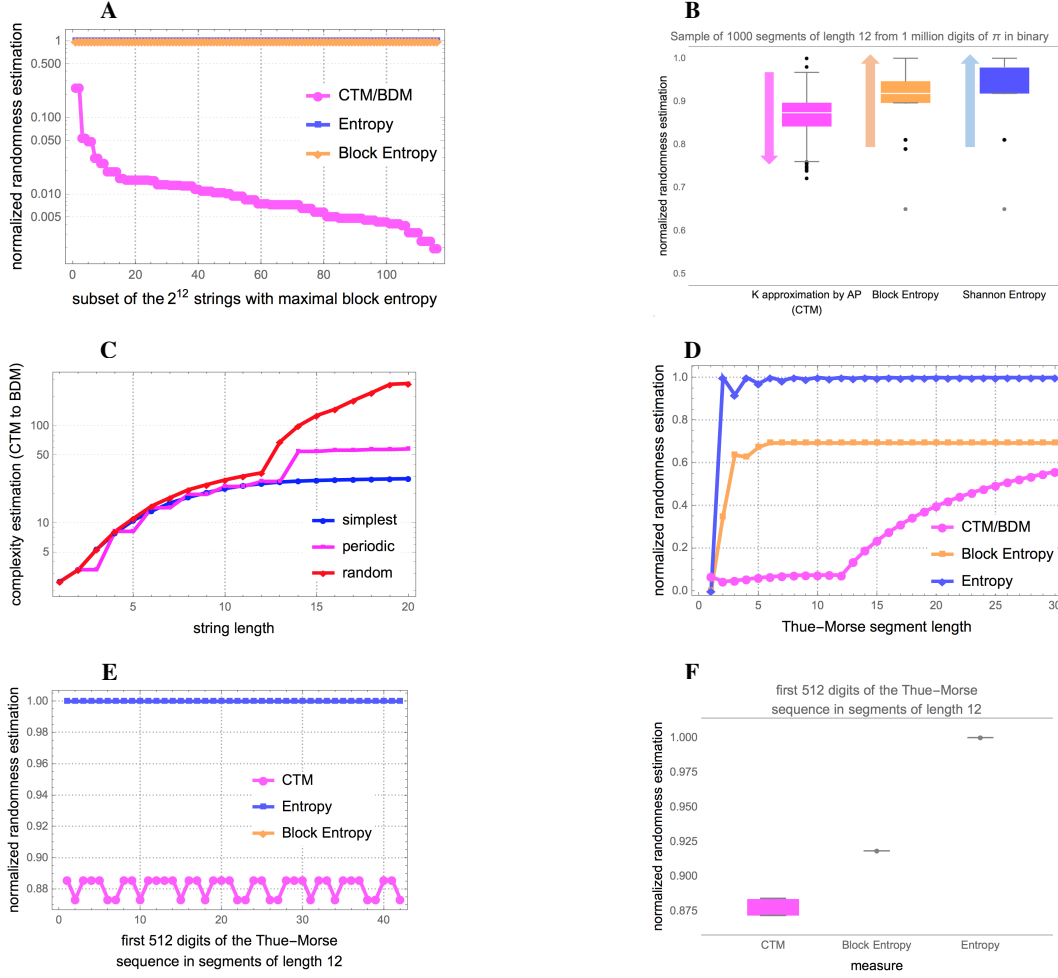 A
normalized randomness estimation
1
0.500
0.100
0.050
0.010
0.005
CTM/BDM
Entropy
Block Entropy
0 20 40 60 80 100
subset of the 2^12 strings with maximal block entropy
B
Sample of 1000 segments of length 12 from 1 million digits of π in binary
normalized randomness estimation
1.0
0.9
0.8
0.7
0.6
0.5
K approximation by AP Block Entropy Shannon Entropy
(CTM)
C
complexity estimation (CTM to BDM)
100
50
10
5
simplest
periodic
random
5 10 15 20
string length
D
normalized randomness estimation
1.0
0.8
0.6
0.4
0.2
0.0
CTM/BDM
Block Entropy
Entropy
0 5 10 15 20 25 30
Thue−Morse segment length
E
normalized randomness estimation
1.00
0.98
0.96
0.94
0.92
0.90
0.88
CTM
Entropy
Block Entropy
0 10 20 30 40
first 512 digits of the Thue−Morse
sequence in segments of length 12
F
first 512 digits of the Thue−Morse
sequence in segments of length 12
normalized randomness estimation
1.000
0.975
0.950
0.925
0.900
0.875
CTM Block Entropy Entropy
measure